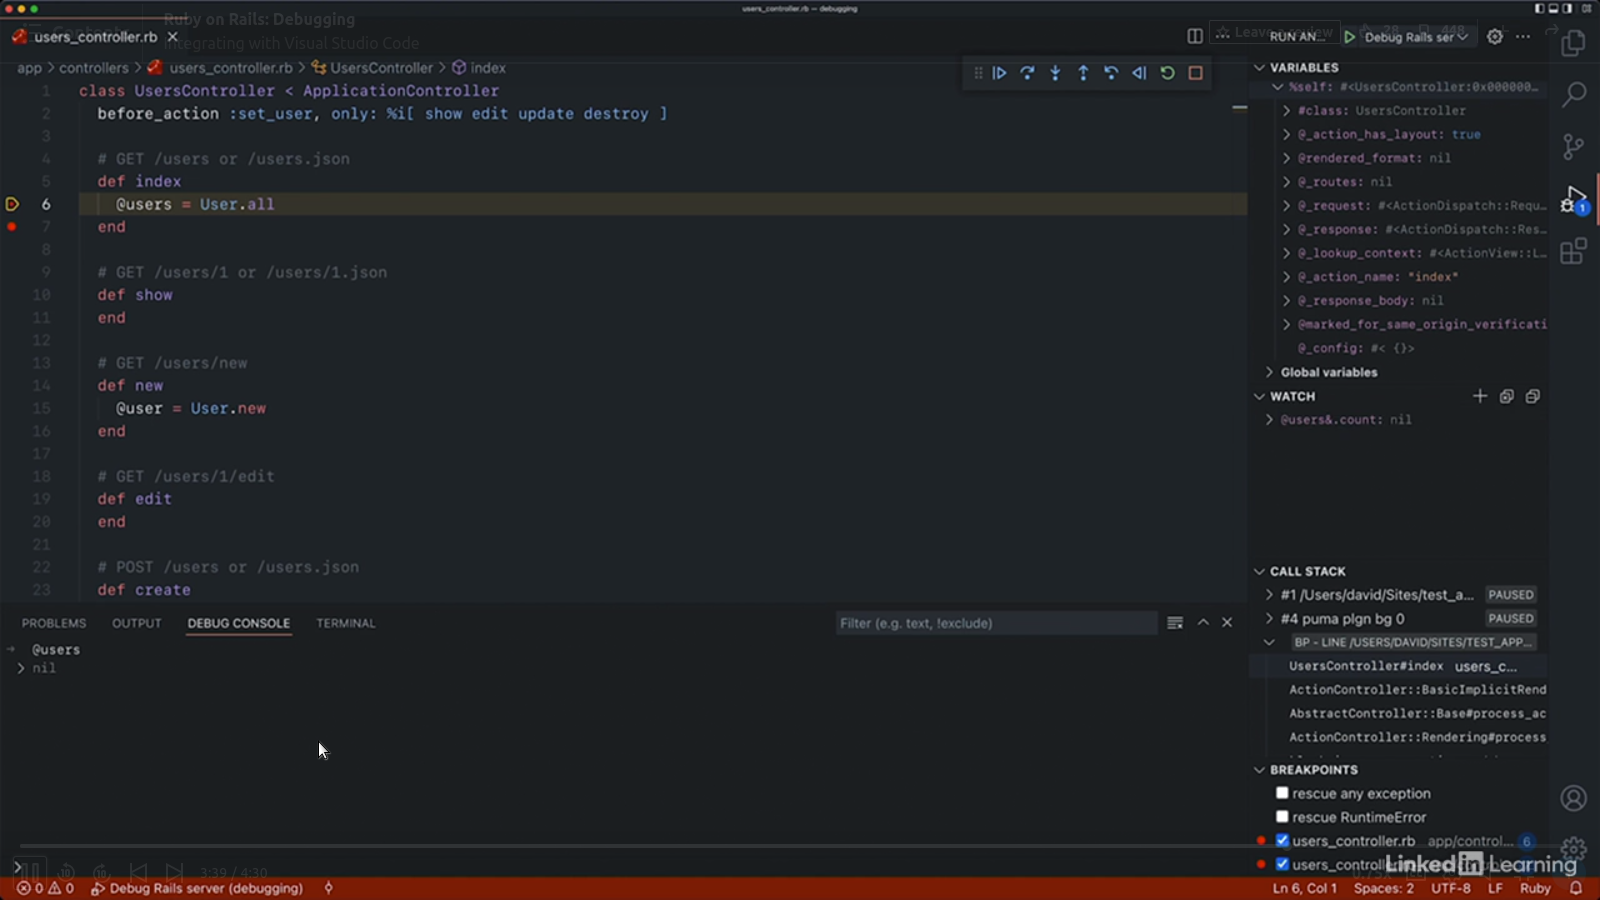 users_controller.rb — debugging
Ruby on Rails: Debugging
Integrating with Visual Studio Code
users_controller.rb
Leave a review
448
RUN AN...
Debug Rails ser
app > controllers > users_controller.rb > UsersController > index
1 class UsersController < ApplicationController
2 before_action :set_user, only: %i[ show edit update destroy ]
3
4 # GET /users or /users.json
5 def index
6 @users = User.all
7 end
8
9 # GET /users/1 or /users/1.json
10 def show
11 end
12
13 # GET /users/new
14 def new
15 @user = User.new
16 end
17
18 # GET /users/1/edit
19 def edit
20 end
21
22 # POST /users or /users.json
23 def create
VARIABLES
%self: #<UsersController:0x000000...
#class: UsersController
@_action_has_layout: true
@rendered_format: nil
@_routes: nil
@_request: #<ActionDispatch::Requ...
@_response: #<ActionDispatch::Res...
@_lookup_context: #<ActionView::L...
@_action_name: "index"
@_response_body: nil
@marked_for_same_origin_verificati
@_config: #< {}>
Global variables
WATCH
@users&.count: nil
CALL STACK
#1 /Users/david/Sites/test_a... PAUSED
#4 puma plgn bg 0 PAUSED
BP - LINE /USERS/DAVID/SITES/TEST_APP...
UsersController#index users_c...
ActionController::BasicImplicitRend
AbstractController::Base#process_ac
ActionController::Rendering#process_
BREAKPOINTS
rescue any exception
rescue RuntimeError
users_controller.rb app/control... 6
users_controlle
1
PROBLEMS OUTPUT DEBUG CONSOLE TERMINAL
Filter (e.g. text, !exclude)
@users
nil
3:39 / 4:30
LinkedIn Learning
0 0 Debug Rails server (debugging)
Ln 6, Col 1 Spaces: 2 UTF-8 LF Ruby